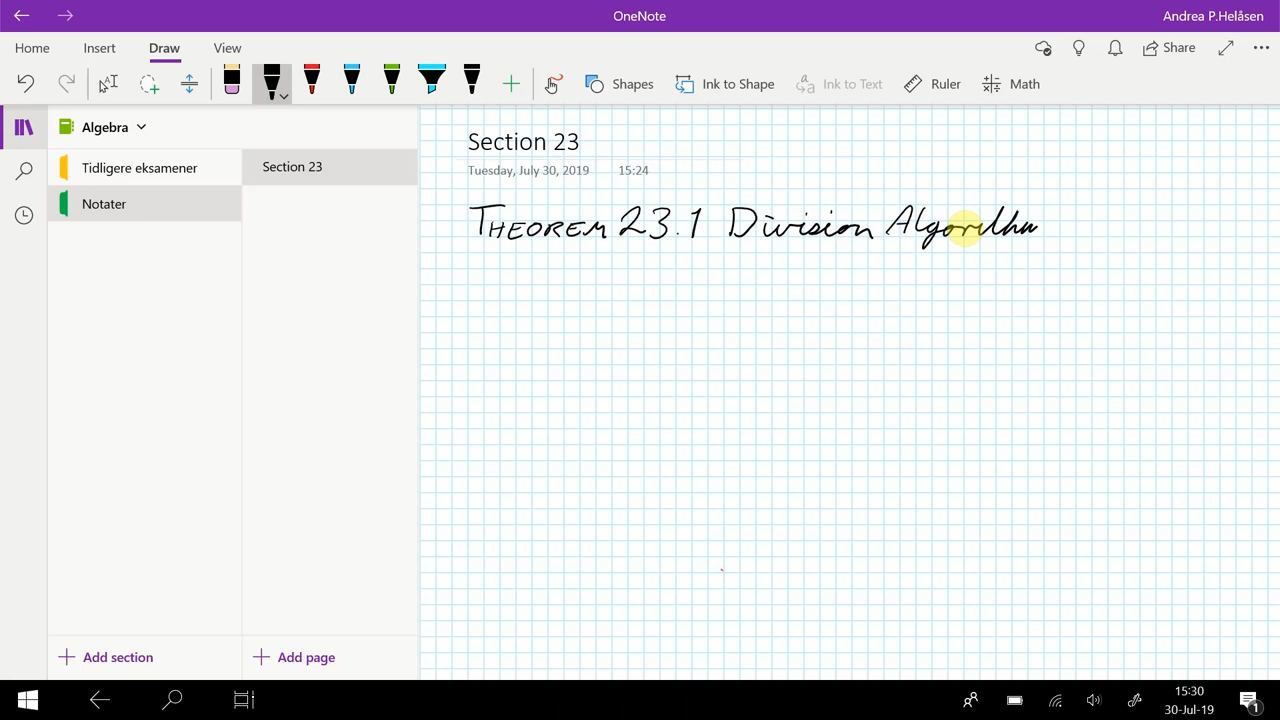 OneNote
Andrea P.Helåsen
Home Insert Draw View
Share
Shapes Ink to Shape Ink to Text Ruler Math
Algebra
Tidligere eksamener
Notater
Section 23
Section 23
Tuesday, July 30, 2019 15:24
THEOREM 23.1 Division Algorithm
Add section
Add page
15:30
30-Jul-19
1